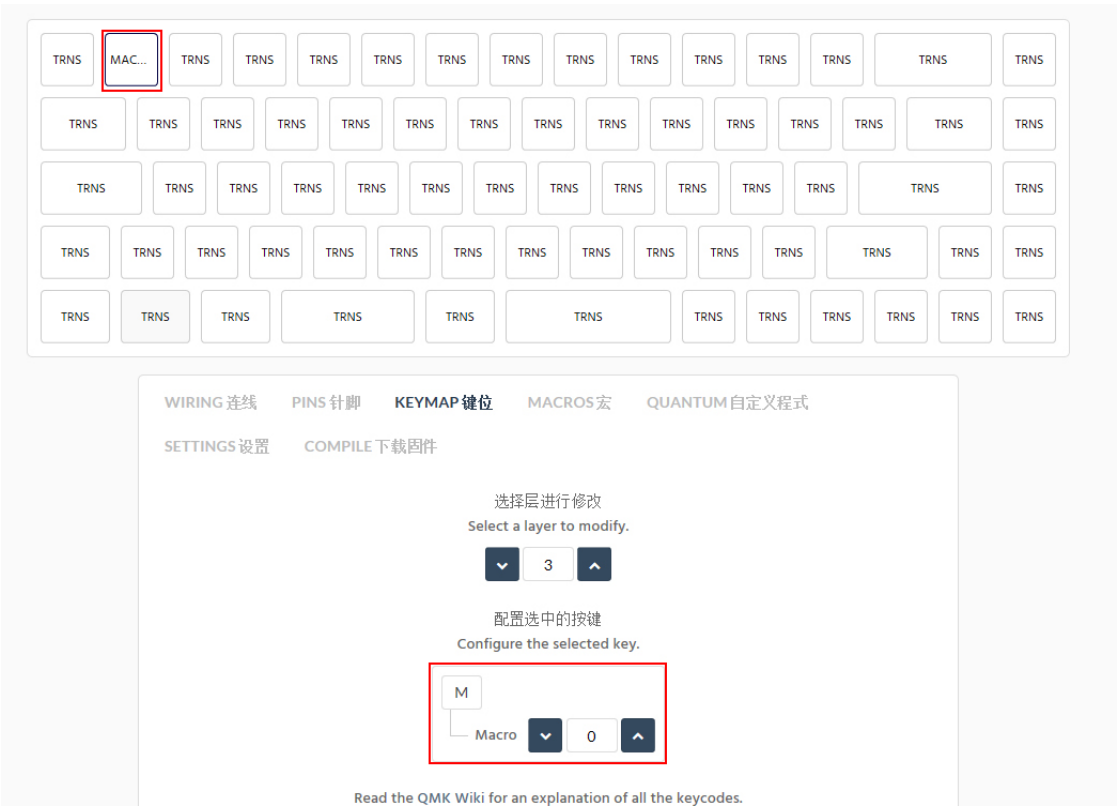 TRNS MAC... TRNS TRNS TRNS TRNS TRNS TRNS TRNS TRNS TRNS TRNS TRNS TRNS TRNS
TRNS TRNS TRNS TRNS TRNS TRNS TRNS TRNS TRNS TRNS TRNS TRNS TRNS TRNS TRNS
TRNS TRNS TRNS TRNS TRNS TRNS TRNS TRNS TRNS TRNS TRNS TRNS TRNS TRNS
TRNS TRNS TRNS TRNS TRNS TRNS TRNS TRNS TRNS TRNS TRNS TRNS TRNS TRNS TRNS
TRNS TRNS TRNS TRNS TRNS TRNS TRNS TRNS TRNS TRNS TRNS TRNS
WIRING 连线 PINS 针脚 KEYMAP 键位 MACROS 宏 QUANTUM 自定义程式
SETTINGS 设置 COMPILE 下载固件
选择层进行修改
Select a layer to modify.
3
配置选中的按键
Configure the selected key.
M
Macro 0
Read the QMK Wiki for an explanation of all the keycodes.